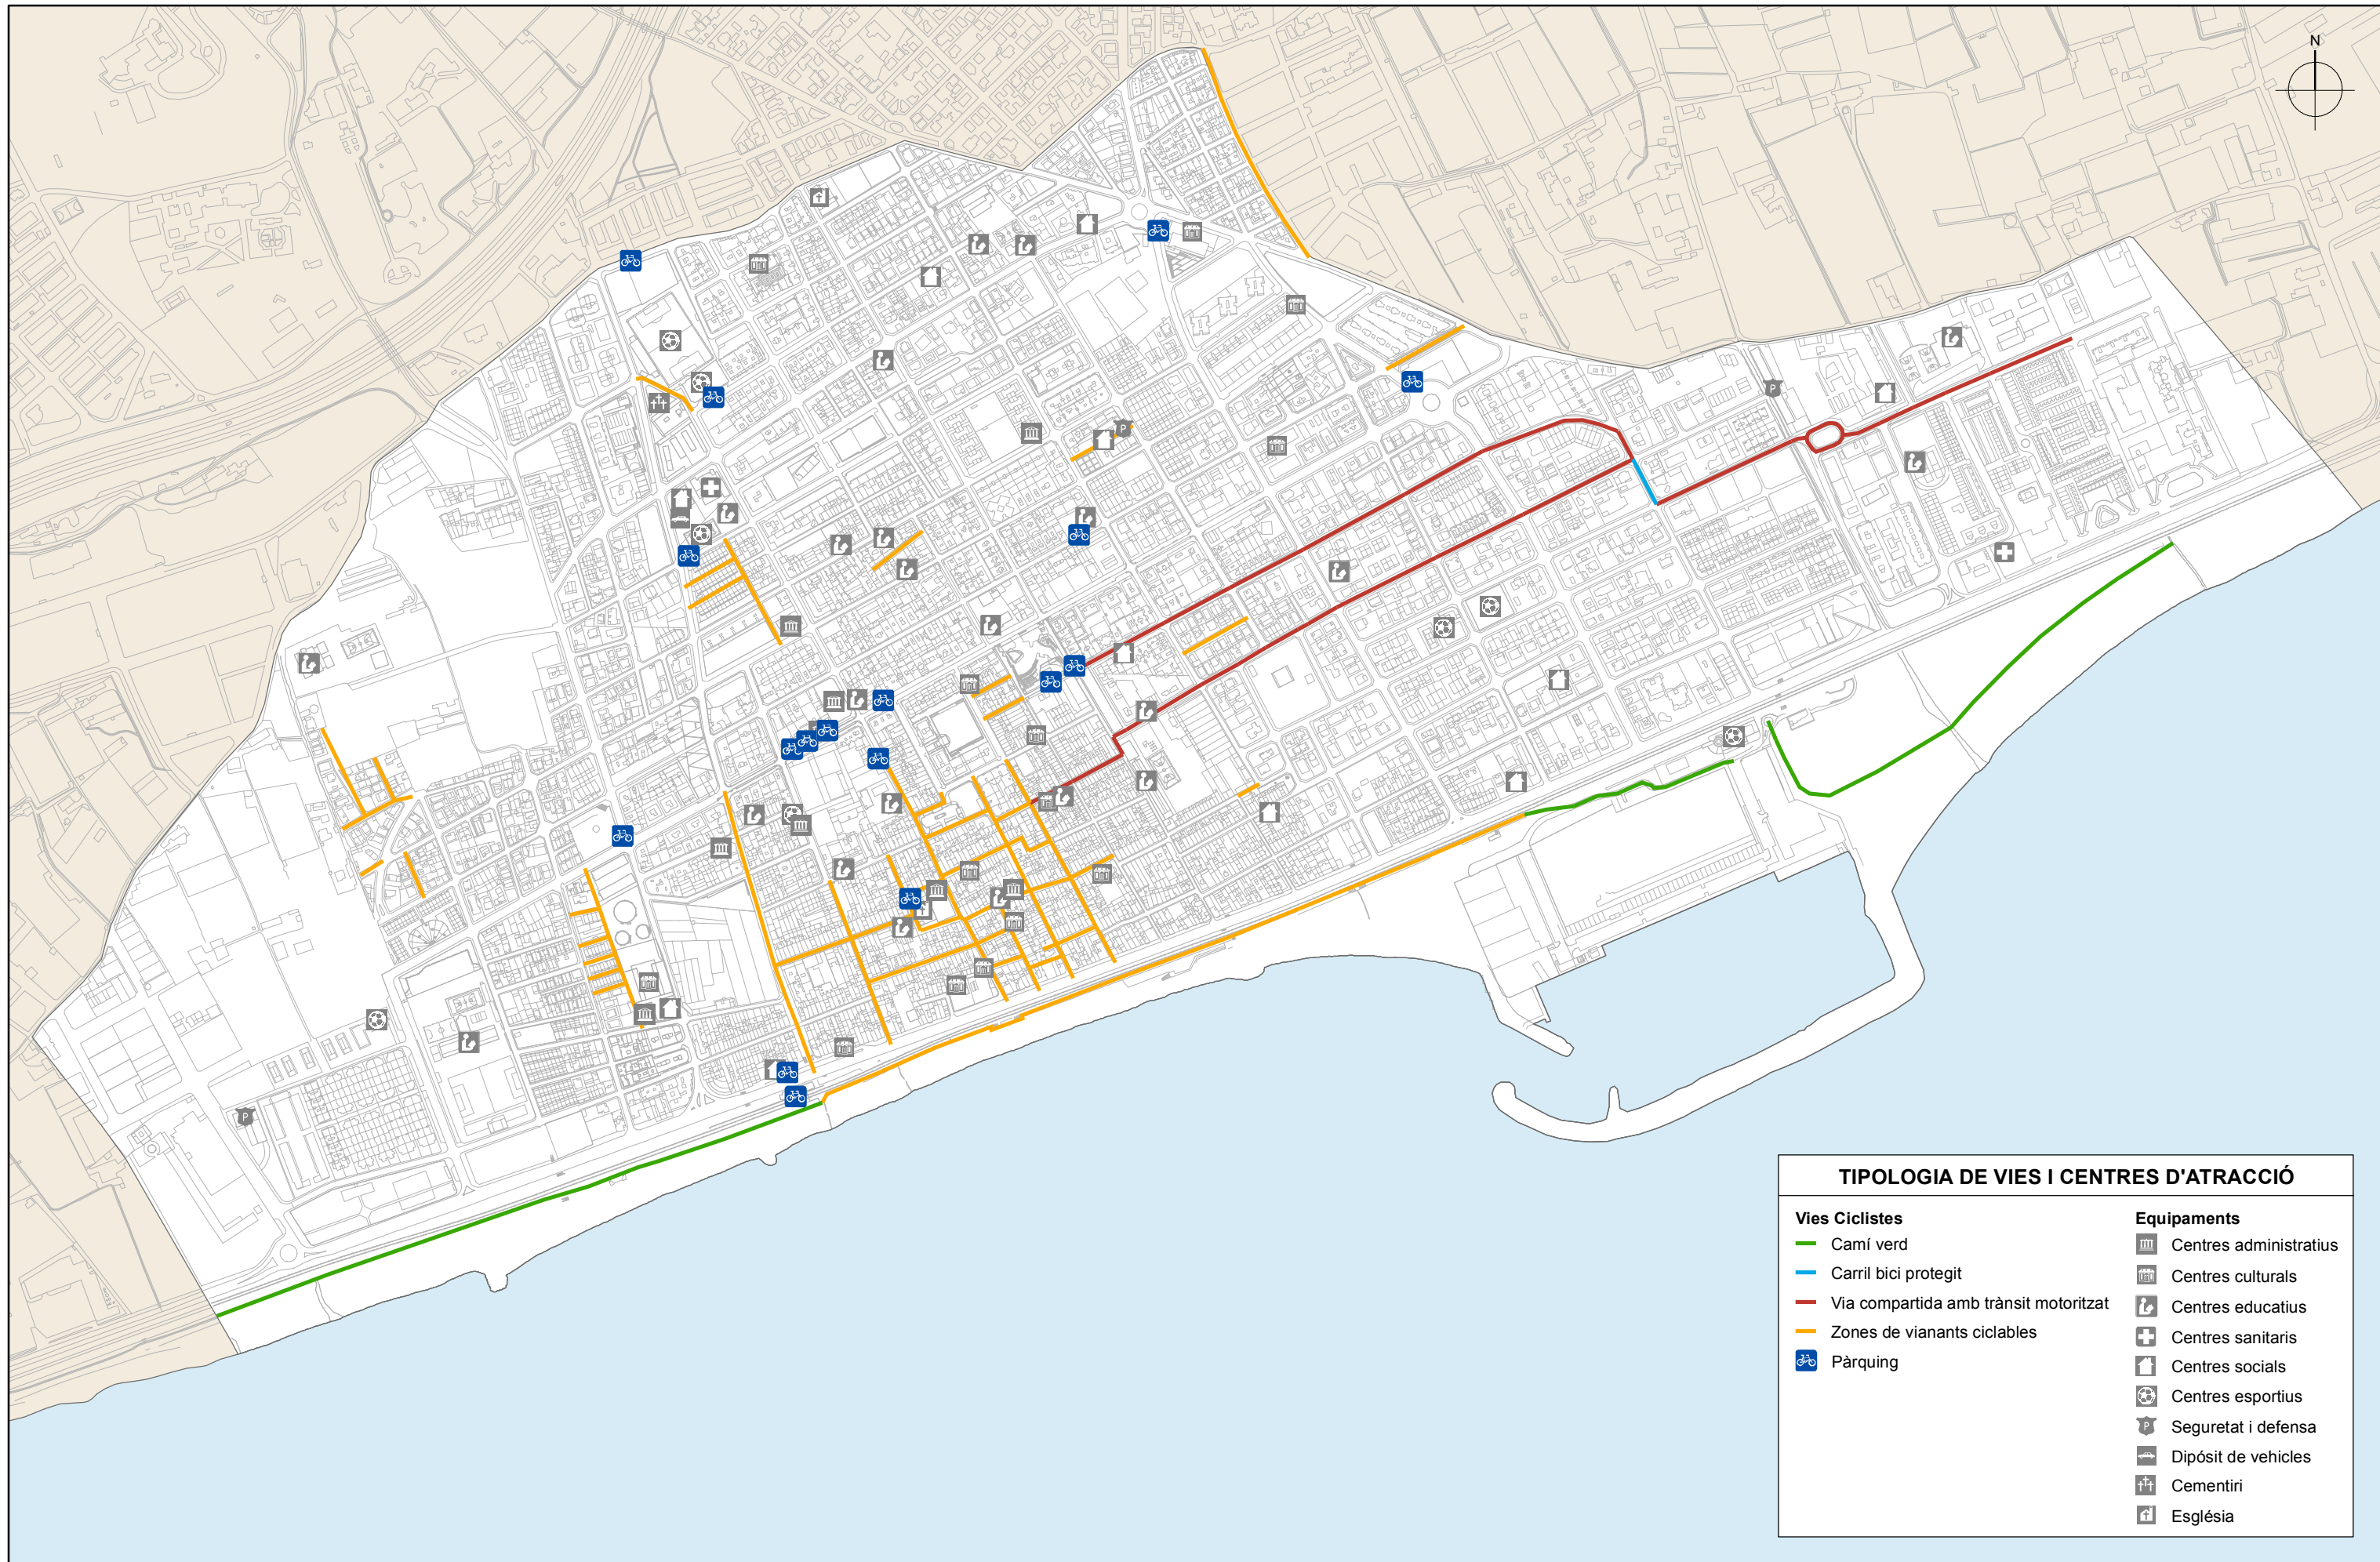 N
TIPOLOGIA DE VIES I CENTRES D'ATRACCIÓ
Vies Ciclistes
Camí verd
Carril bici protegit
Via compartida amb trànsit motoritzat
Zones de vianants ciclables
Pàrquing
Equipaments
Centres administratius
Centres culturals
Centres educatius
Centres sanitaris
Centres socials
Centres esportius
P Seguretat i defensa
Dipósit de vehicles
Cementiri
Església
P
P
P